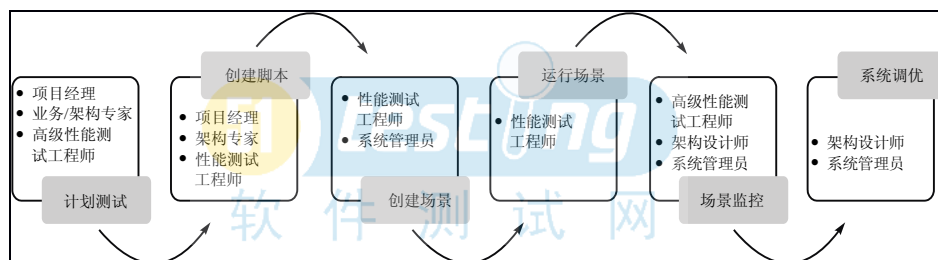 项目经理
业务/架构专家
高级性能测
试工程师
计划测试
创建脚本
项目经理
架构专家
性能测试
工程师
性能测试
工程师
系统管理员
创建场景
运行场景
性能测试
工程师
高级性能测
试工程师
架构设计师
系统管理员
场景监控
系统调优
架构设计师
系统管理员
Testing
软件测试网